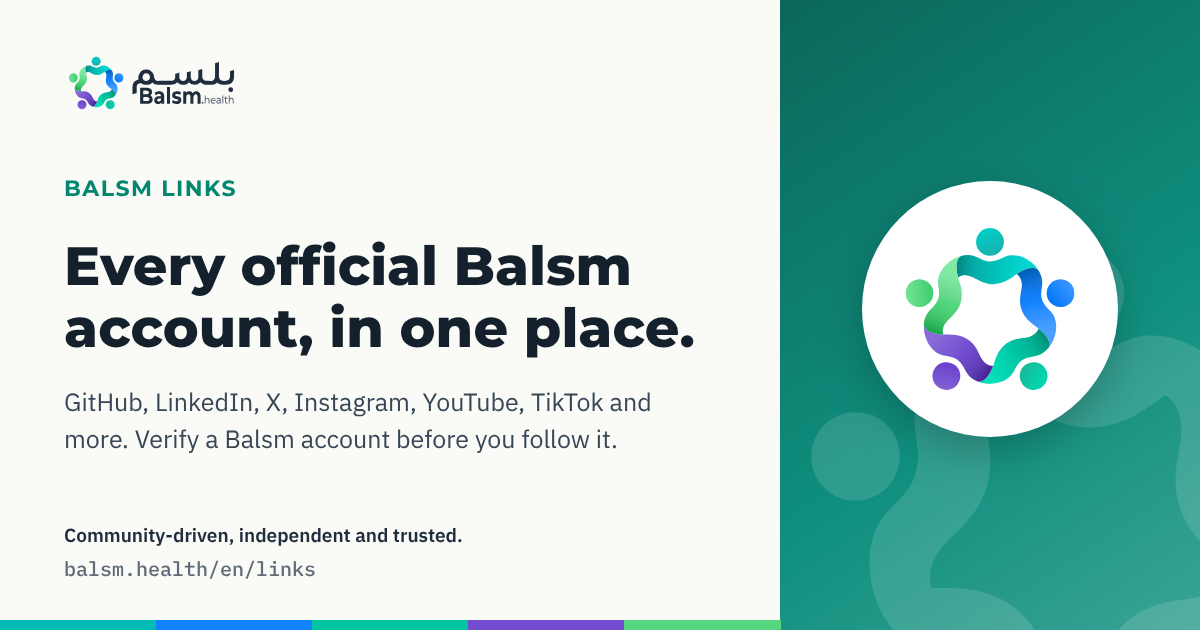 بلسم
Balsm.health
BALSM LINKS
Every official Balsm
account, in one place.
GitHub, LinkedIn, X, Instagram, YouTube, TikTok and
more. Verify a Balsm account before you follow it.
Community-driven, independent and trusted.
balsm.health/en/links